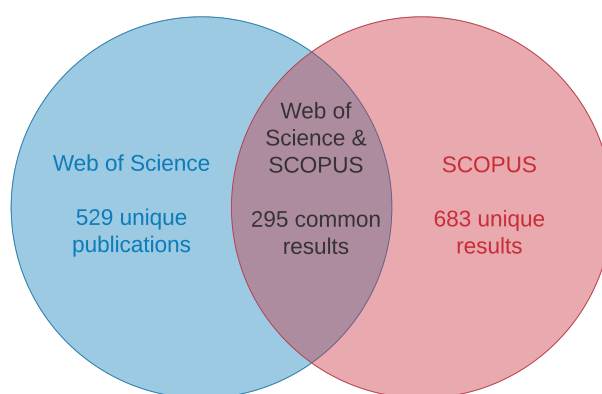 Web of Science
529 unique
publications
Web of
Science &
SCOPUS
295 common
results
SCOPUS
683 unique
results